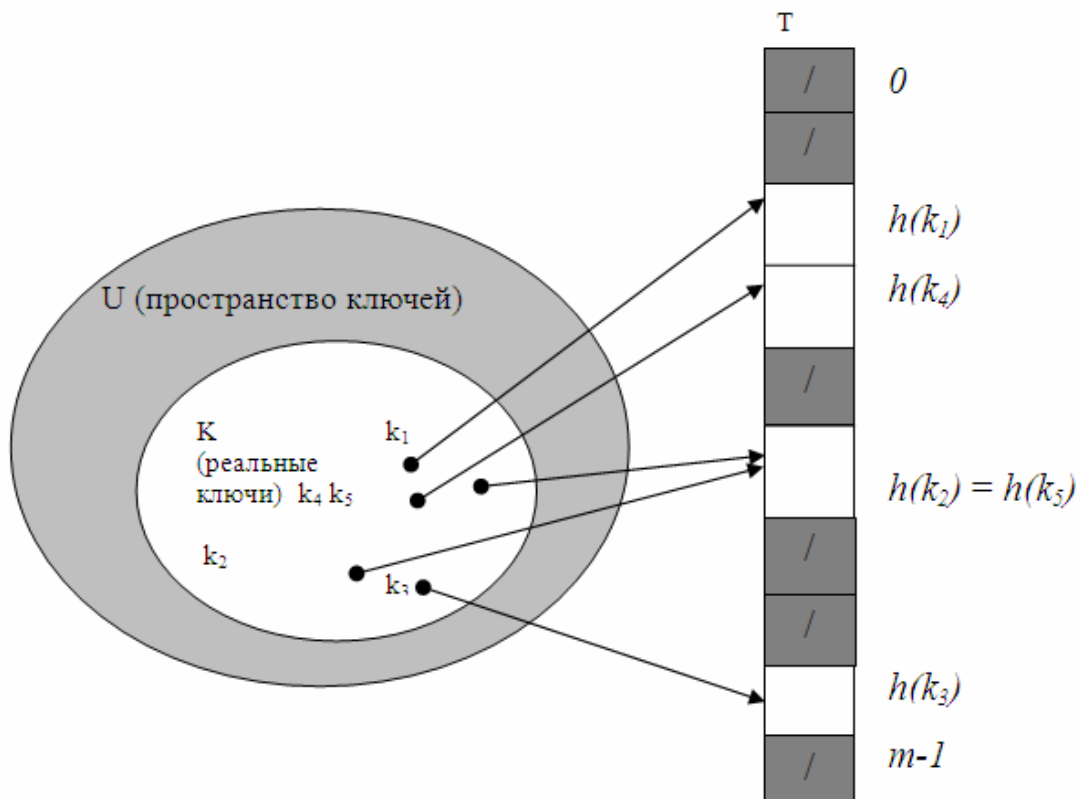 T
/
0
/
h(k₁)
U (пространство ключей)
h(k₄)
/
K
(реальные
ключи) k₄ k₅
k₁
h(k₂) = h(k₅)
/
k₂
k₃
/
h(k₃)
/
m-1